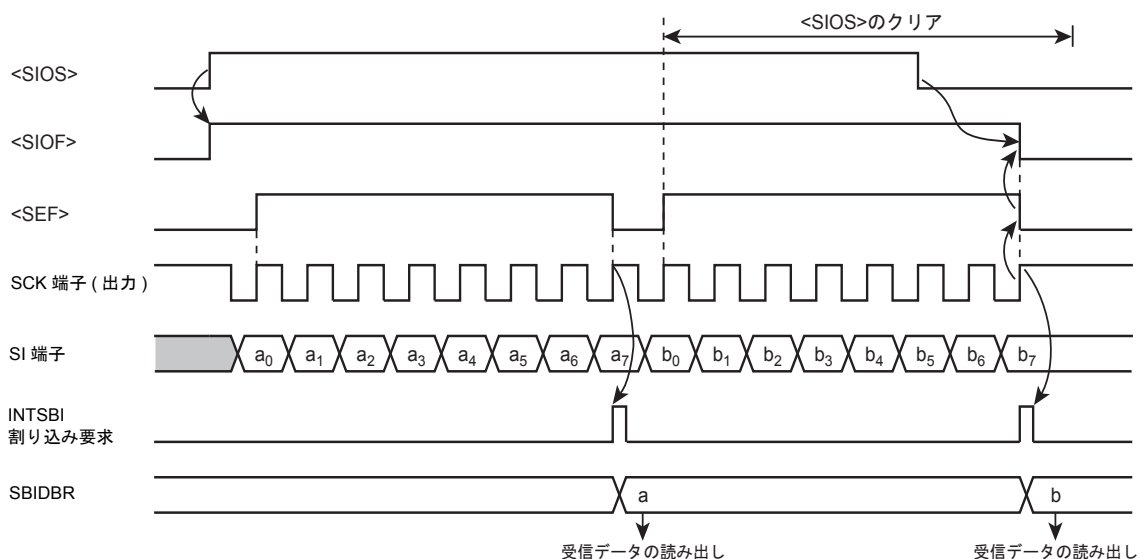 <SIOS>のクリア
<SIOS>
<SIOF>
<SEF>
SCK 端子 ( 出力 )
SI 端子
a0 a1 a2 a3 a4 a5 a6 a7 b0 b1 b2 b3 b4 b5 b6 b7
INTSBI
割り込み要求
SBIDBR
a
b
受信データの読み出し
受信データの読み出し